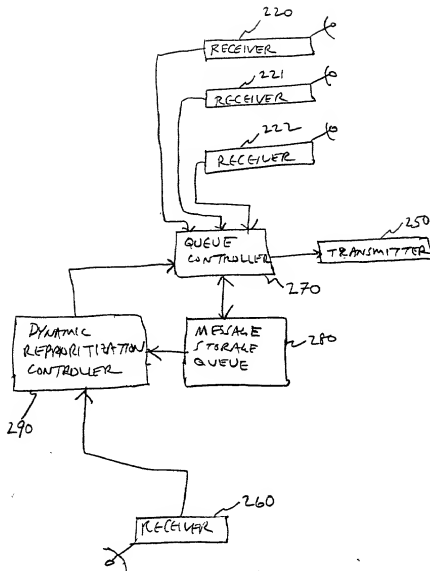 220
RECEIVER
221
RECEIVER
222
RECEIVER
250
QUEUE
CONTROLLER
TRANSMITTER
270
DYNAMIC
REPRIORITIZATION
CONTROLLER
MESSAGE
STORAGE
QUEUE
280
290
260
RECEIVER